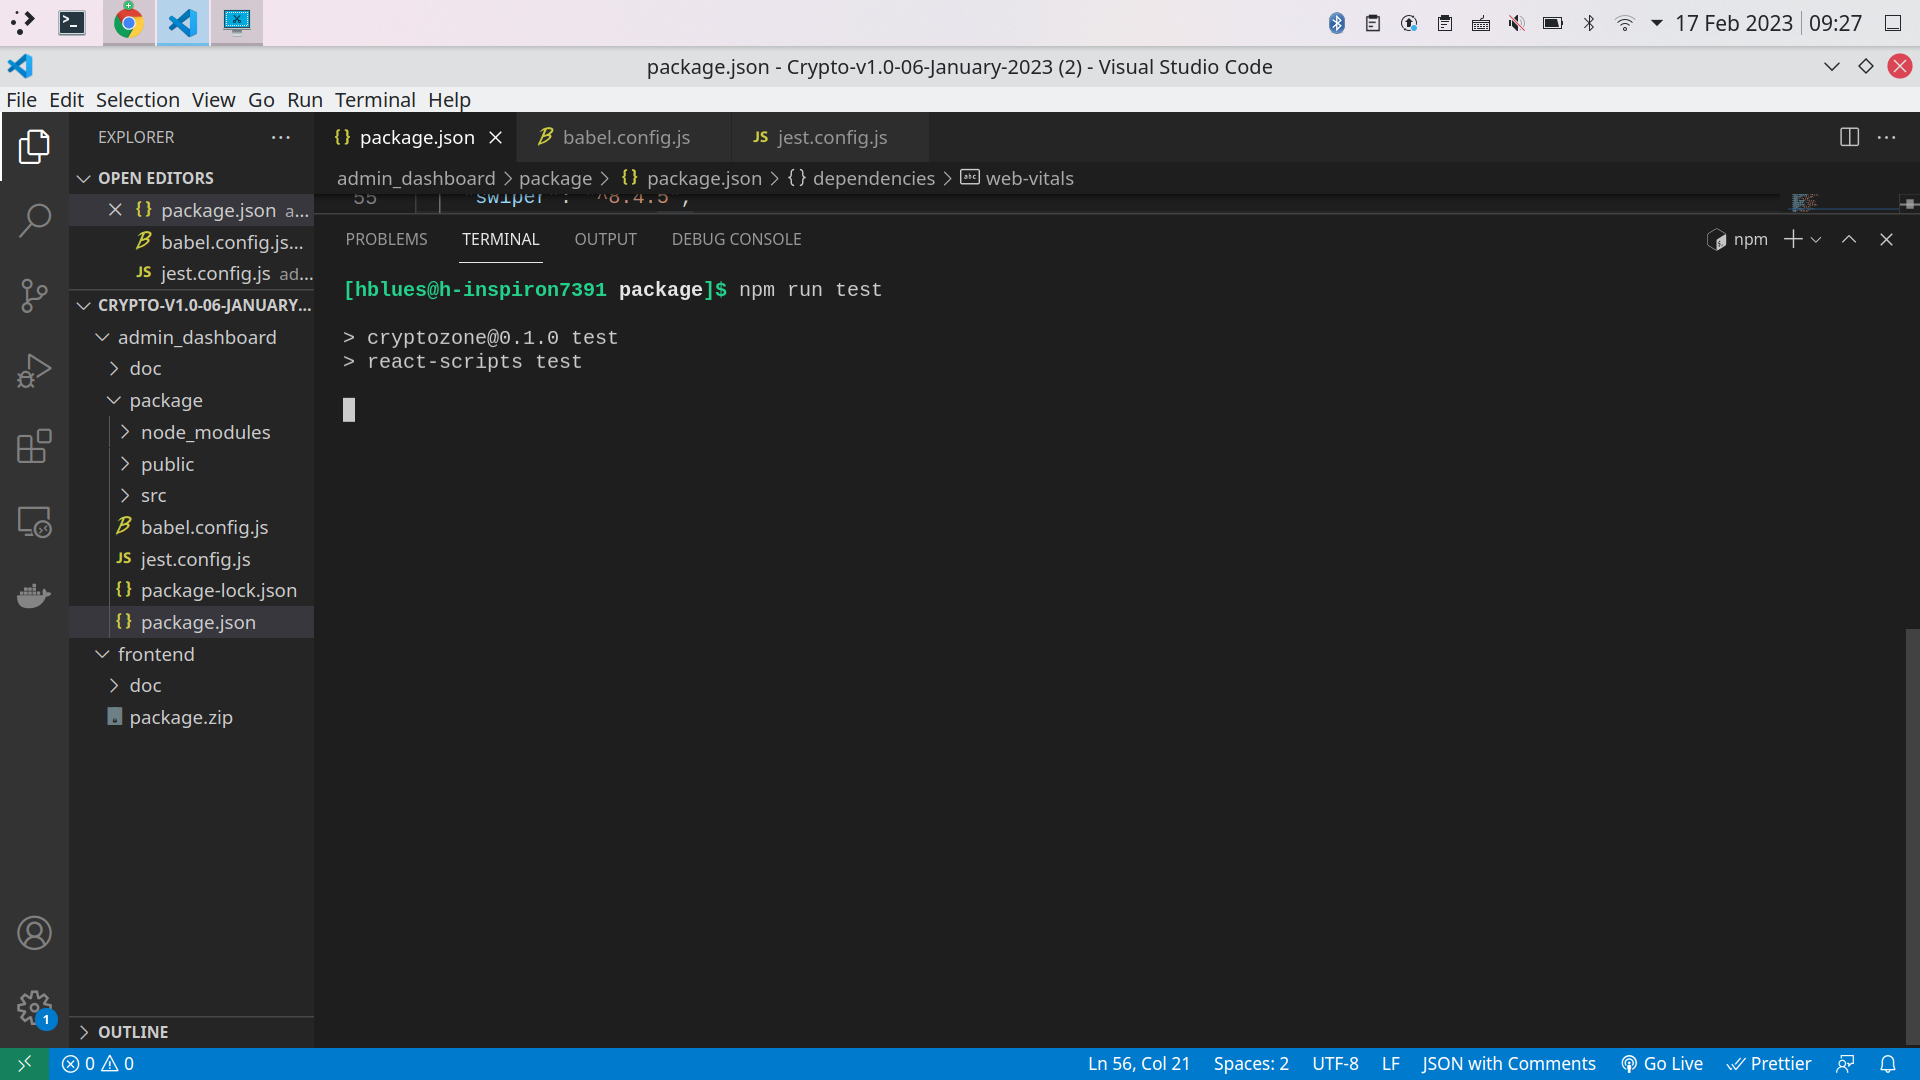 17 Feb 2023 09:27
package.json - Crypto-v1.0-06-January-2023 (2) - Visual Studio Code
File Edit Selection View Go Run Terminal Help
EXPLORER
OPEN EDITORS
package.json a...
babel.config.js...
jest.config.js ad...
CRYPTO-V1.0-06-JANUARY...
admin_dashboard
doc
package
node_modules
public
src
babel.config.js
JS jest.config.js
package-lock.json
package.json
frontend
doc
package.zip
OUTLINE
{} package.json
babel.config.js
JS jest.config.js
admin_dashboard > package > {} package.json > {} dependencies > abc web-vitals
55 "swiper": "^8.4.5",
PROBLEMS TERMINAL OUTPUT DEBUG CONSOLE
npm
[hblues@h-inspiron7391 package]$ npm run test
> cryptozone@0.1.0 test
> react-scripts test
1
0 0
Ln 56, Col 21 Spaces: 2 UTF-8 LF JSON with Comments Go Live Prettier